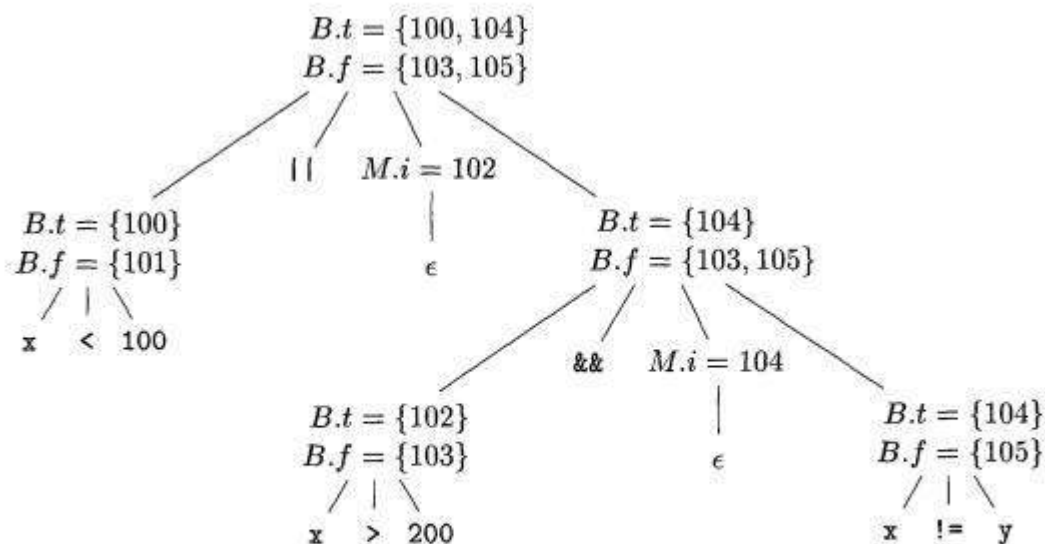 B.t = {100, 104}
B.f = {103, 105}
|| M.i = 102
B.t = {100}
B.f = {101}
ϵ
B.t = {104}
B.f = {103, 105}
x < 100
&& M.i = 104
B.t = {102}
B.f = {103}
ϵ
B.t = {104}
B.f = {105}
x > 200
x != y